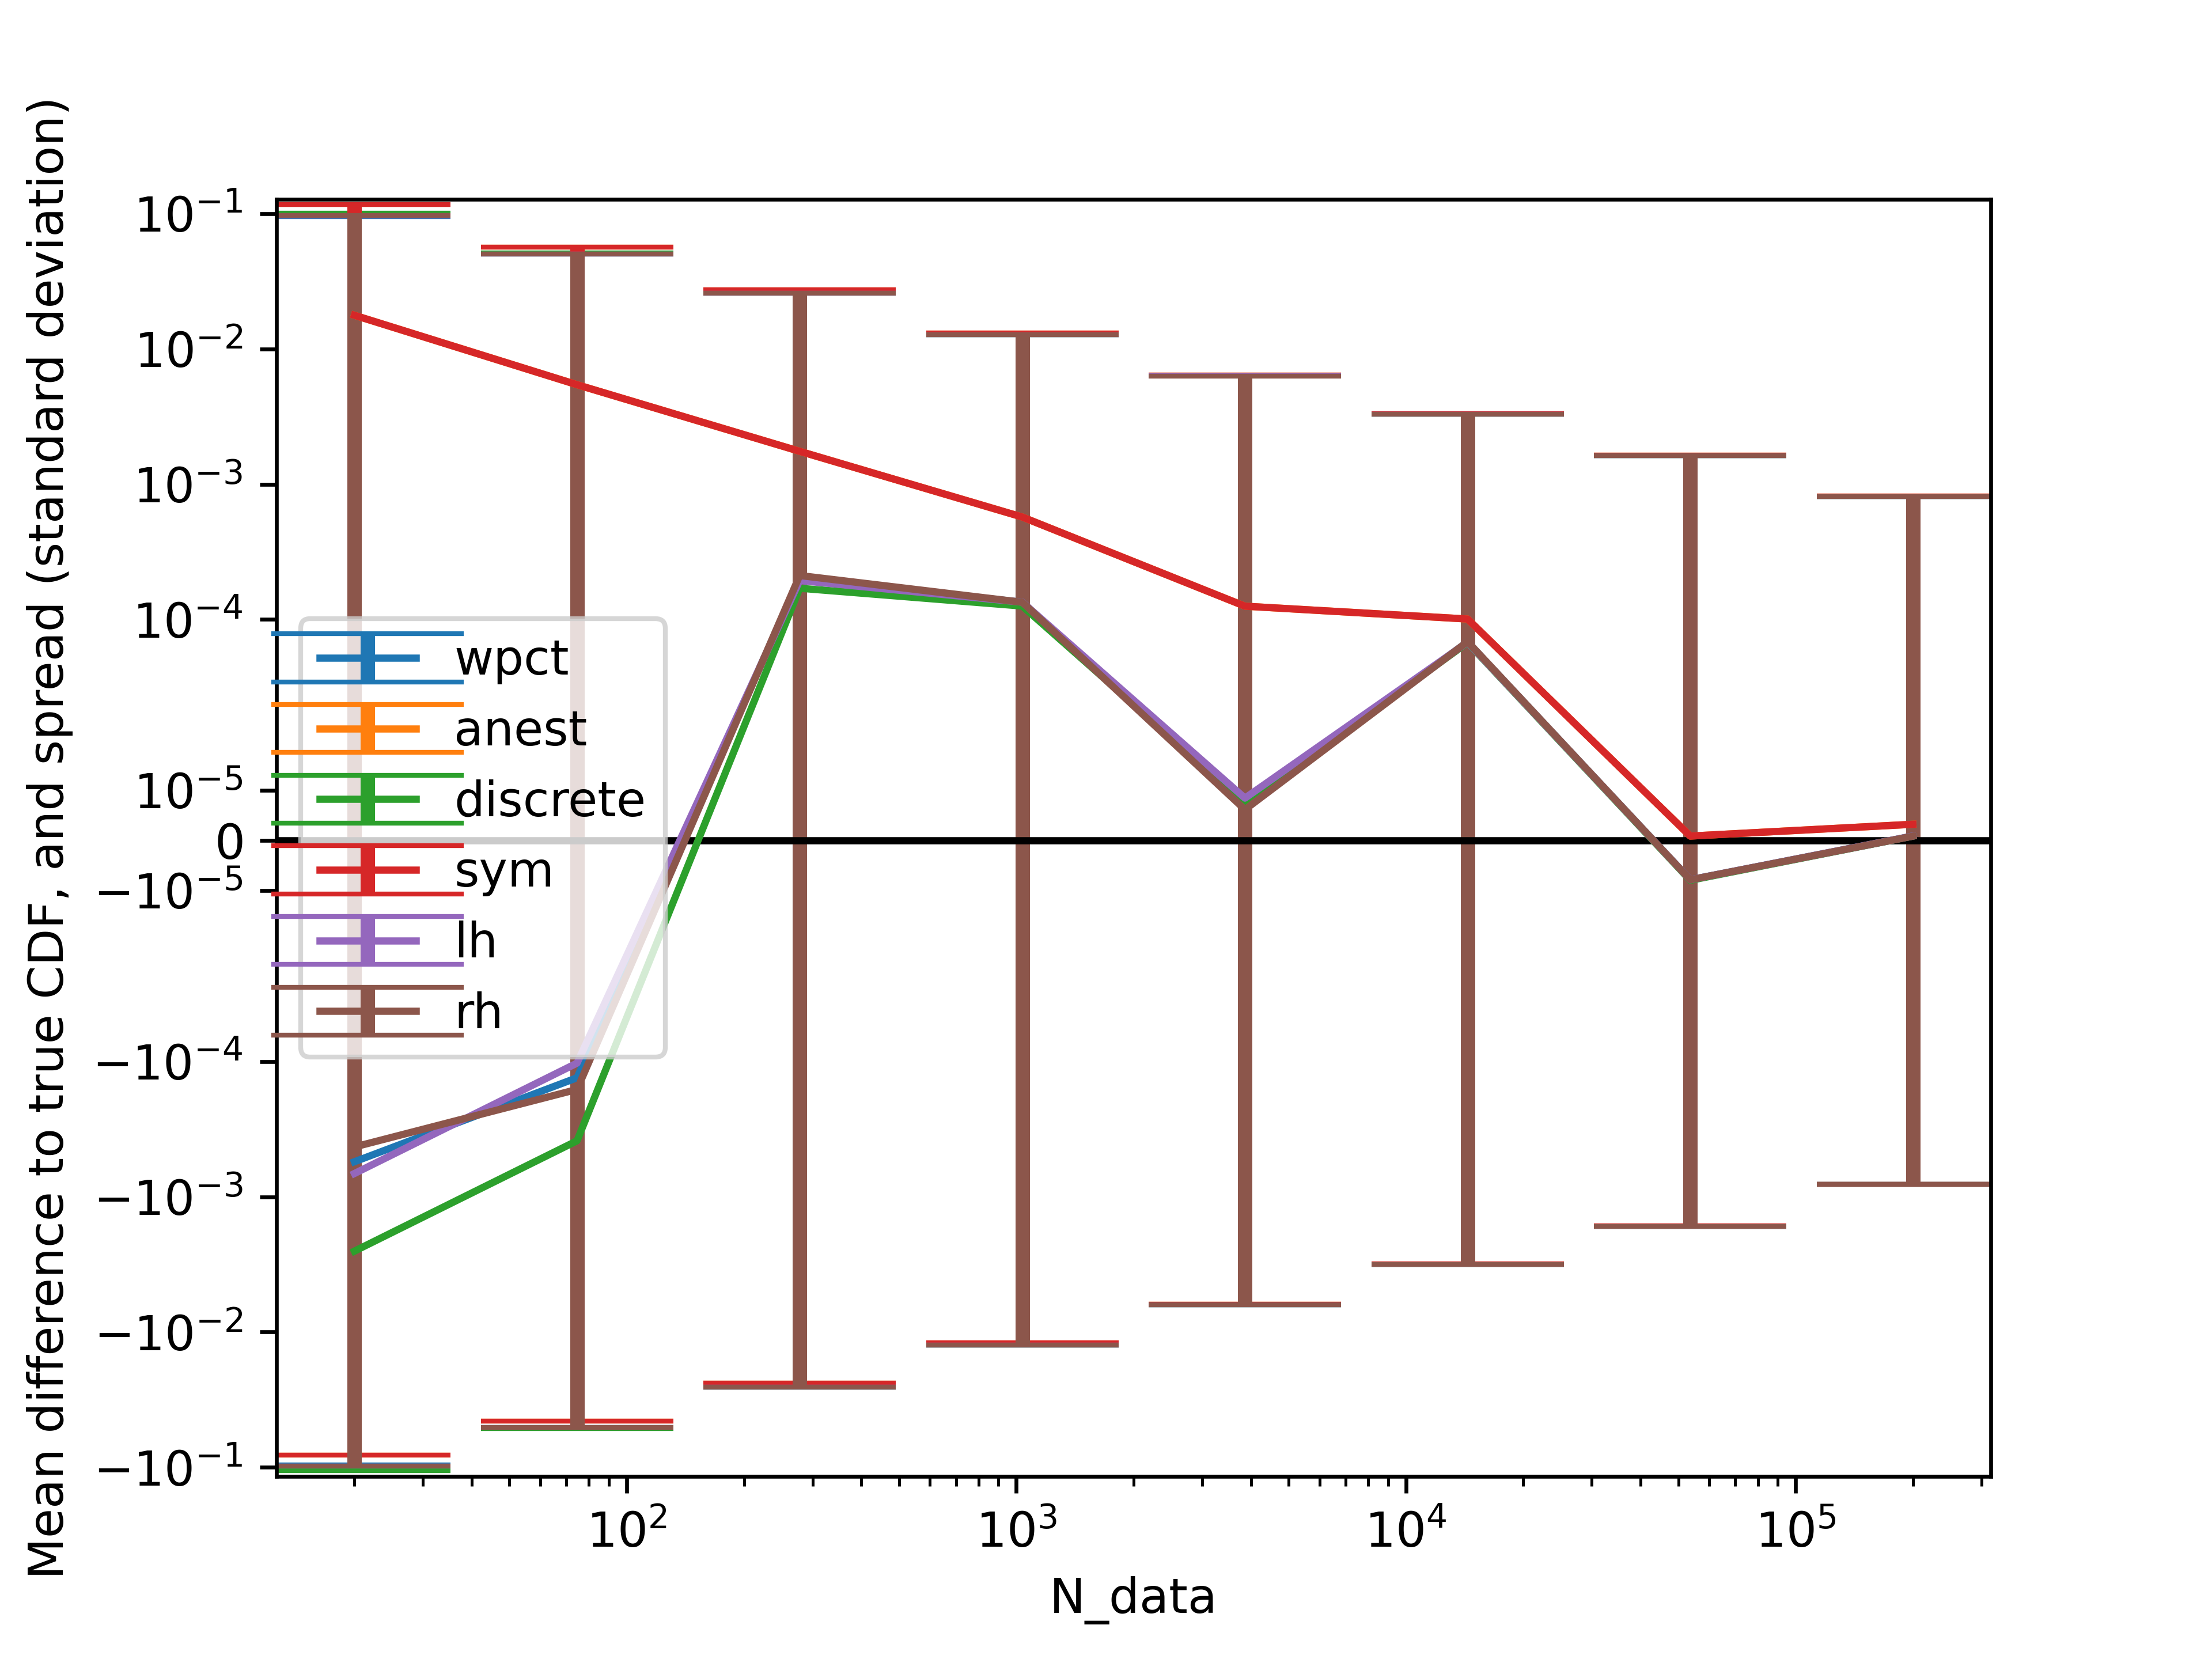 Mean difference to true CDF, and spread (standard deviation)
10⁻¹
10⁻²
10⁻³
10⁻⁴
10⁻⁵
0
−10⁻⁵
−10⁻⁴
−10⁻³
−10⁻²
−10⁻¹
wpct
anest
discrete
sym
lh
rh
10² 10³ 10⁴ 10⁵
N_data